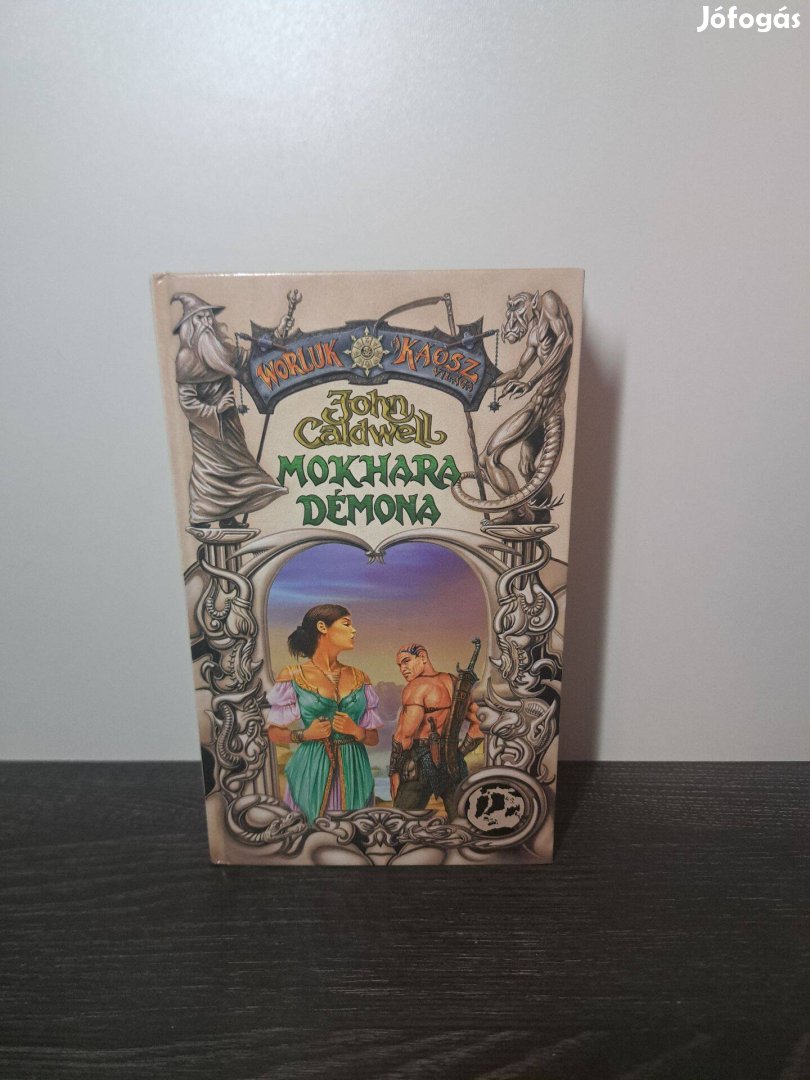 Jófogás
WORLUK A KÁOSZ
VILÁGA
John
Caldwell
MOKHARA
DÉMONA